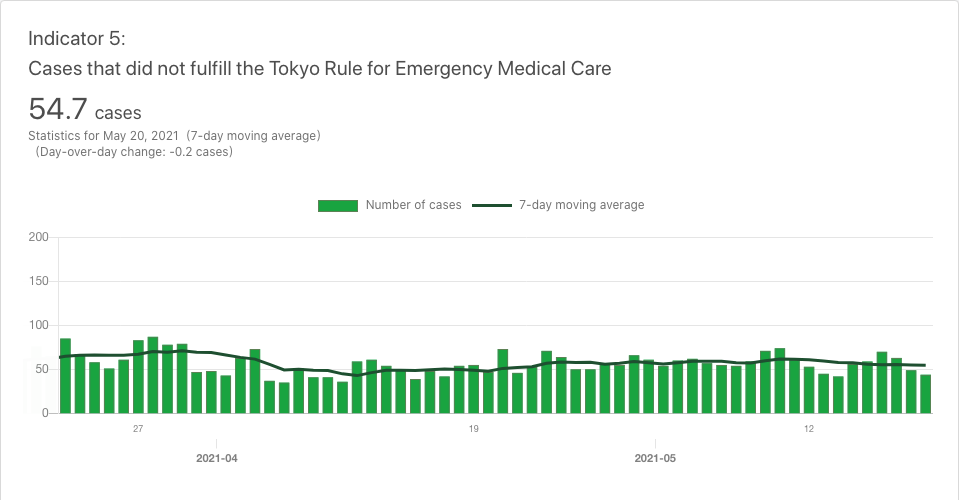 Indicator 5:
Cases that did not fulfill the Tokyo Rule for Emergency Medical Care
54.7 cases
Statistics for May 20, 2021 (7-day moving average)
(Day-over-day change: -0.2 cases)
Number of cases 7-day moving average
200
150
100
50
0
27 19 12
2021-04 2021-05